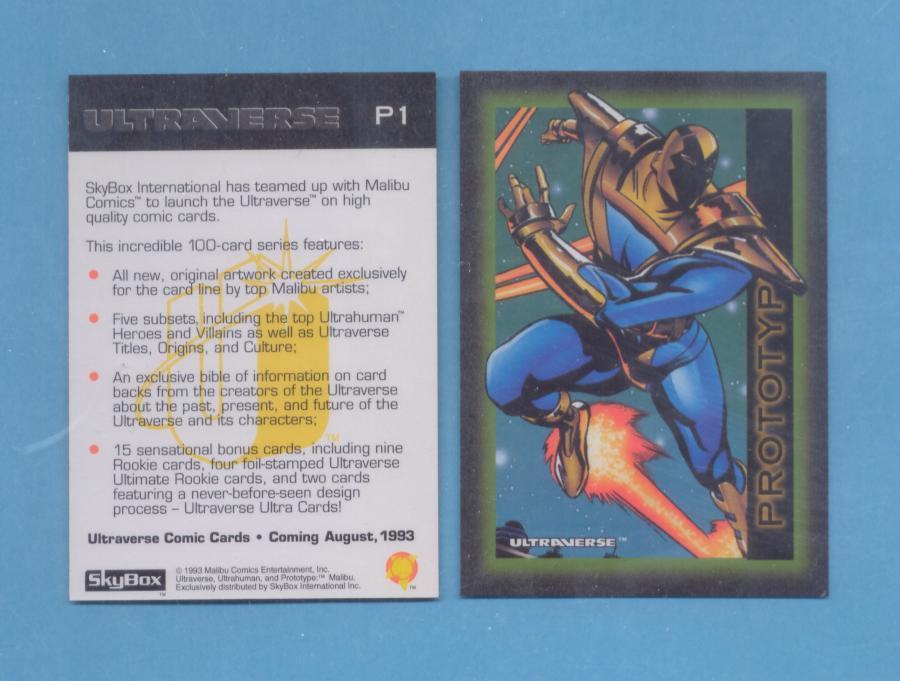 ULTRAVERSE P1
SkyBox International has teamed up with Malibu
Comics™ to launch the Ultraverse™ on high
quality comic cards.
This incredible 100-card series features:
• All new, original artwork created exclusively
for the card line by top Malibu artists;
• Five subsets, including the top Ultrahuman™
Heroes and Villains as well as Ultraverse
Titles, Origins, and Culture;
• An exclusive bible of information on card
backs from the creators of the Ultraverse
about the past, present, and future of the
Ultraverse and its characters;
• 15 sensational bonus cards, including nine
Rookie cards, four foil-stamped Ultraverse
Ultimate Rookie cards, and two cards
featuring a never-before-seen design
process – Ultraverse Ultra Cards!
TM
Ultraverse Comic Cards • Coming August, 1993
SkyBox TM
© 1993 Malibu Comics Entertainment, Inc.
Ultraverse, Ultrahuman, and Prototype:™ Malibu.
Exclusively distributed by SkyBox International Inc.
TM
PROTOTYP
ULTRAVERSE™